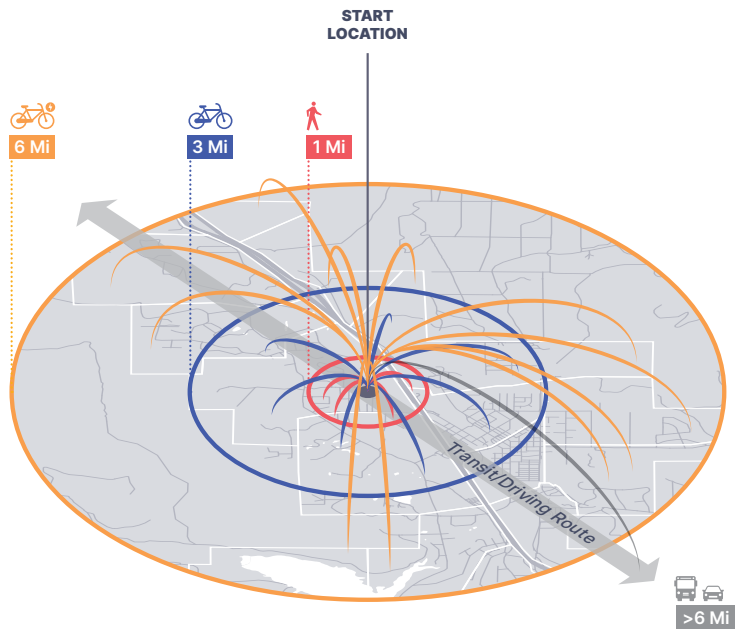 START
LOCATION
6 Mi
3 Mi
1 Mi
Transit/Driving Route
>6 Mi